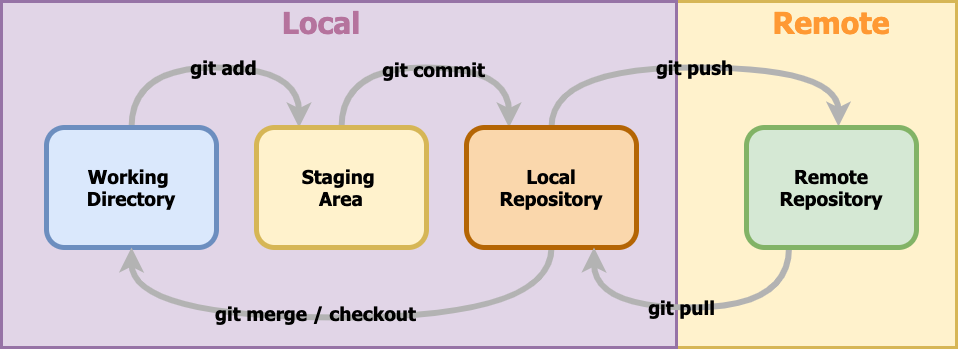 Local
Remote
git add
git commit
git push
Working
Directory
Staging
Area
Local
Repository
Remote
Repository
git merge / checkout
git pull